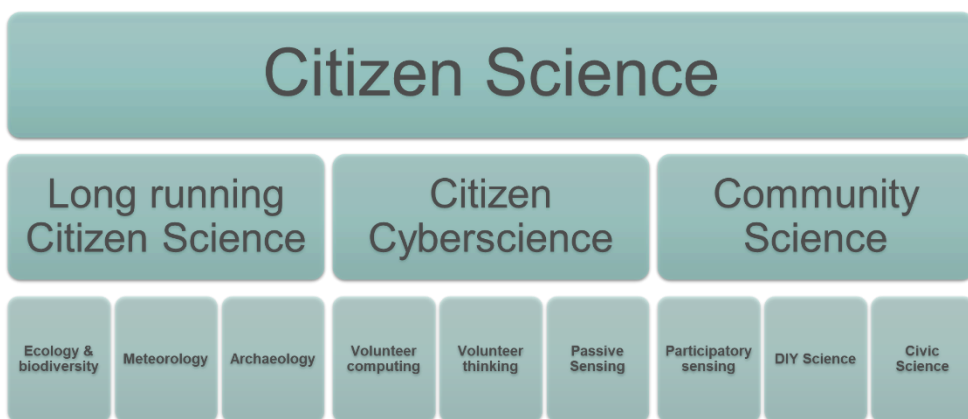 Citizen Science
Long running
Citizen Science
Citizen
Cyberscience
Community
Science
Ecology &
biodiversity
Meteorology
Archaeology
Volunteer
computing
Volunteer
thinking
Passive
Sensing
Participatory
sensing
DIY Science
Civic
Science